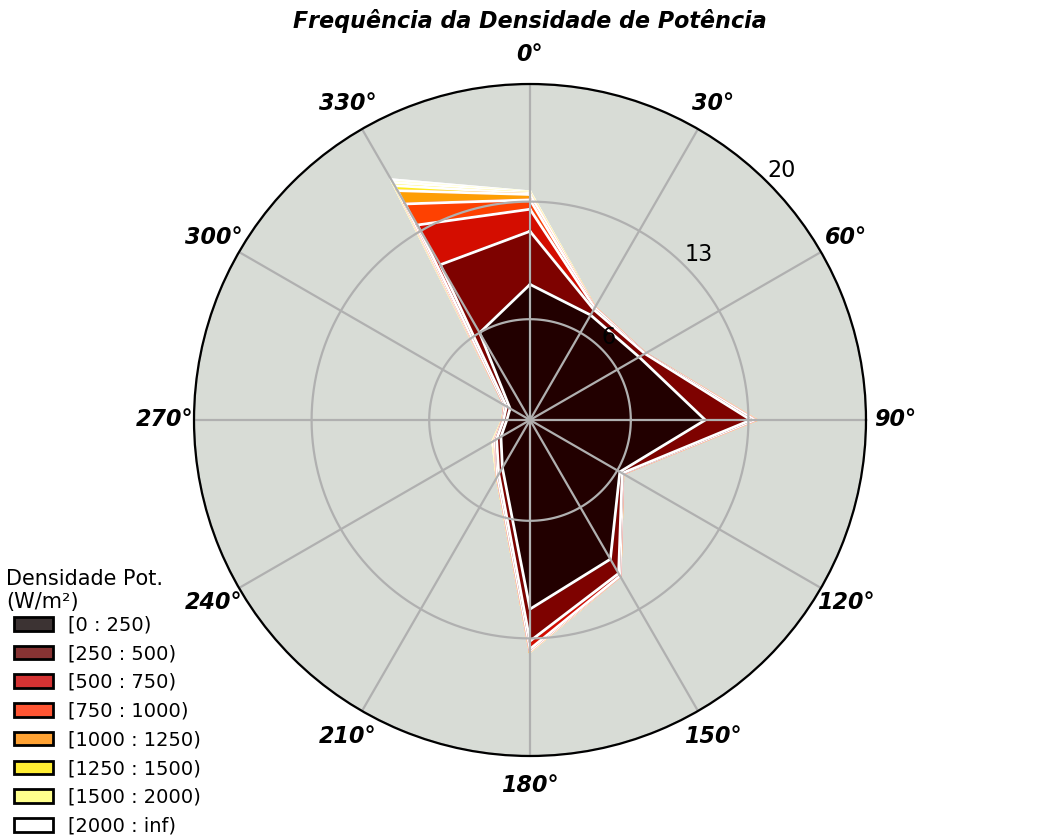 Frequência da Densidade de Potência
0°
330°
30°
20
300°
60°
13
6
270°
90°
240°
120°
210°
150°
180°
Densidade Pot.
(W/m²)
[0 : 250)
[250 : 500)
[500 : 750)
[750 : 1000)
[1000 : 1250)
[1250 : 1500)
[1500 : 2000)
[2000 : inf)